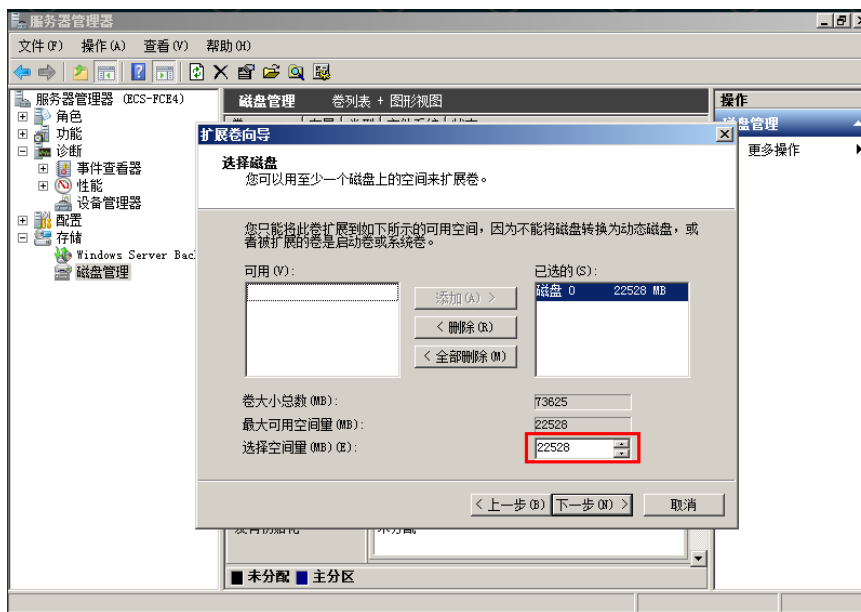 服务器管理器
文件(F) 操作(A) 查看(V) 帮助(H)
服务器管理器 (ECS-FCE4)
角色
功能
诊断
事件查看器
性能
设备管理器
配置
存储
Windows Server Bac
磁盘管理
磁盘管理 卷列表 + 图形视图
操作
磁盘管理
更多操作
扩展卷向导
选择磁盘
您可以用至少一个磁盘上的空间来扩展卷。
您只能将此卷扩展到如下所示的可用空间，因为不能将磁盘转换为动态磁盘，或
者被扩展的卷是启动卷或系统卷。
可用(V):
已选的(S):
添加(A) >
< 删除(R)
< 全部删除(M)
磁盘 0 22528 MB
卷大小总数(MB): 73625
最大可用空间量(MB): 22528
选择空间量(MB)(E): 22528
< 上一步(B) 下一步(N) > 取消
未分配 主分区